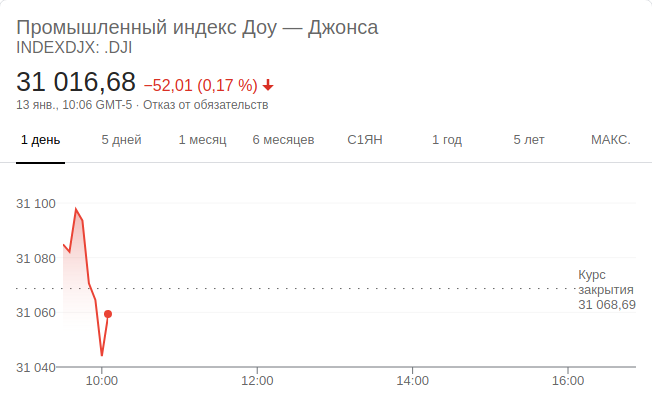 Промышленный индекс Доу — Джонса
INDEXDJX: .DJI
31 016,68 −52,01 (0,17 %)
13 янв., 10:06 GMT-5 · Отказ от обязательств
1 день 5 дней 1 месяц 6 месяцев С1ЯН 1 год 5 лет МАКС.
31 100
31 080
Курс
закрытия
31 068,69
31 060
31 040
10:00 12:00 14:00 16:00